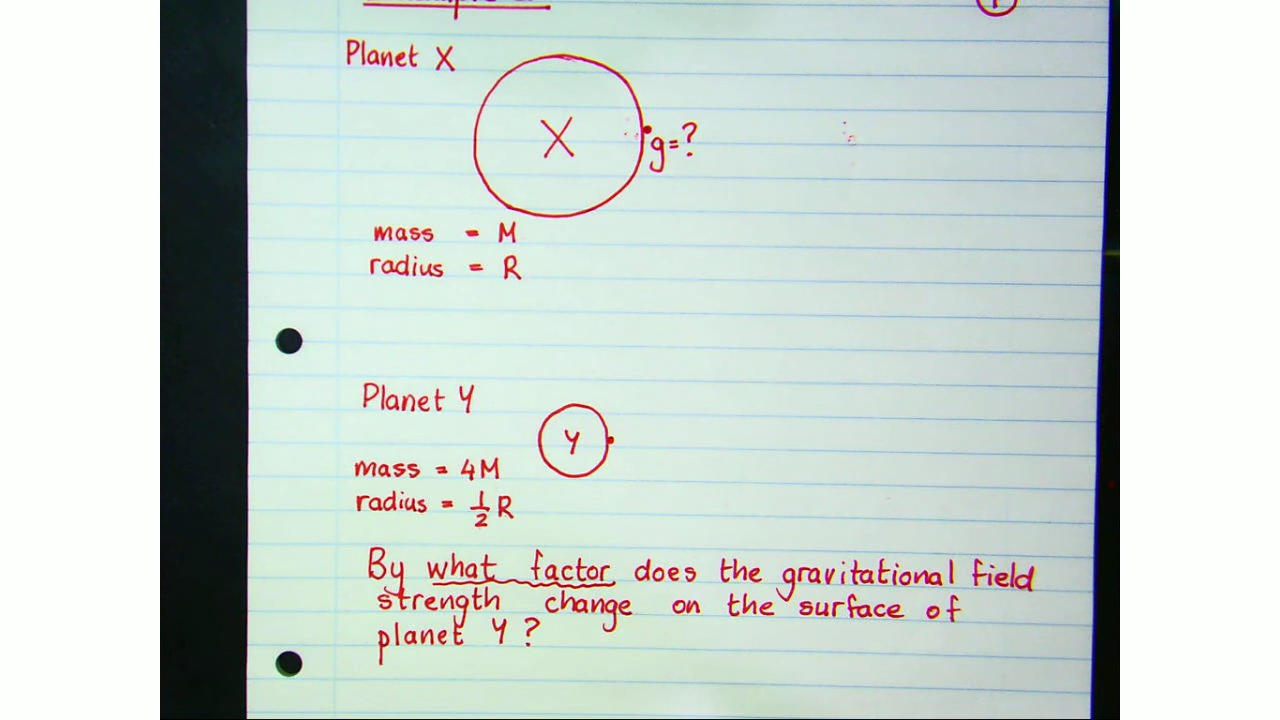 Planet X
X
g=?
mass = M
radius = R
Planet Y
Y
mass = 4M
radius = 1/2 R
By what factor does the gravitational field
strength change on the surface of
planet Y?